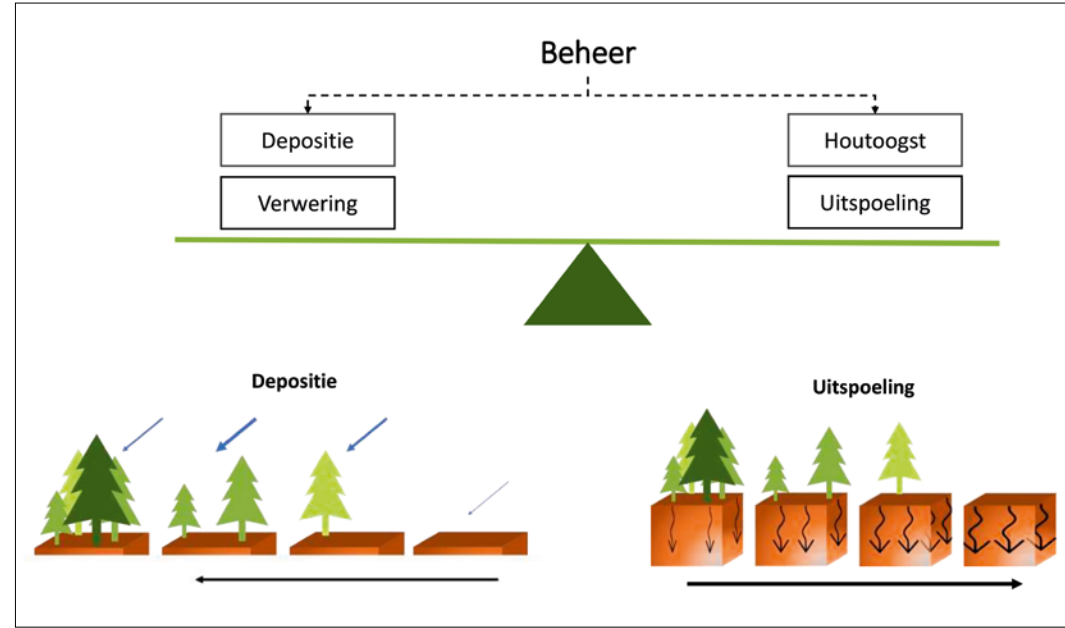 Beheer
Depositie
Houtoogst
Verwering
Uitspoeling
Depositie
Uitspoeling